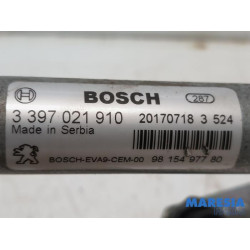 BOSCH 287
3 397 021 910 20170718 3 524
Made in Serbia
BOSCH-EVA9-CEM-00 98 154 977 80